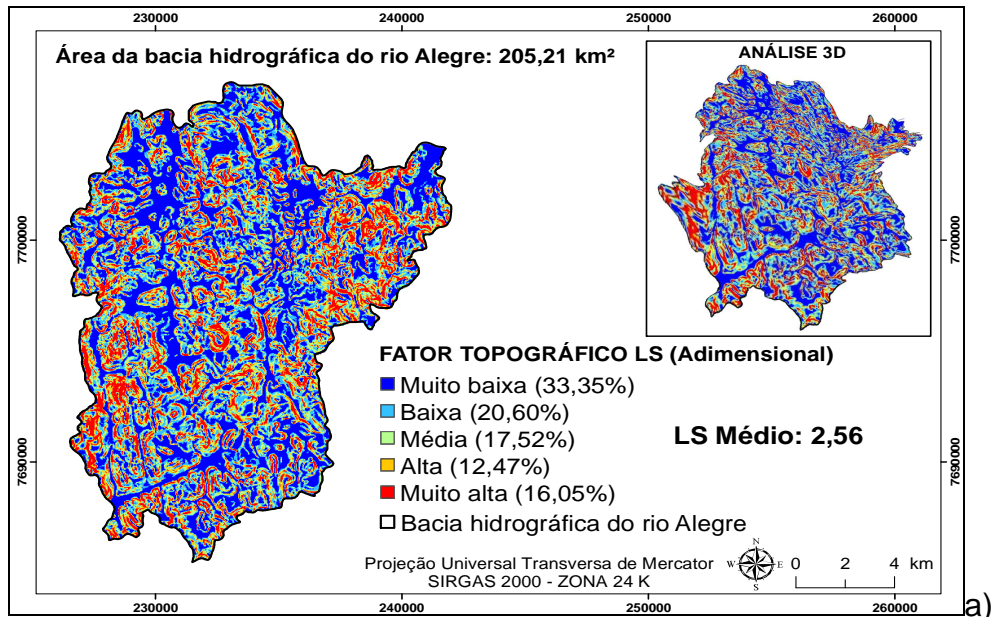 230000 240000 250000 260000
Área da bacia hidrográfica do rio Alegre: 205,21 km²
ANÁLISE 3D
7700000
7700000
FATOR TOPOGRÁFICO LS (Adimensional)
Muito baixa (33,35%)
Baixa (20,60%)
Média (17,52%)
Alta (12,47%)
Muito alta (16,05%)
Bacia hidrográfica do rio Alegre
LS Médio: 2,56
7690000
7690000
Projeção Universal Transversa de Mercator
SIRGAS 2000 - ZONA 24 K
N
W E
S
0 2 4 km
230000 240000 250000 260000
a)